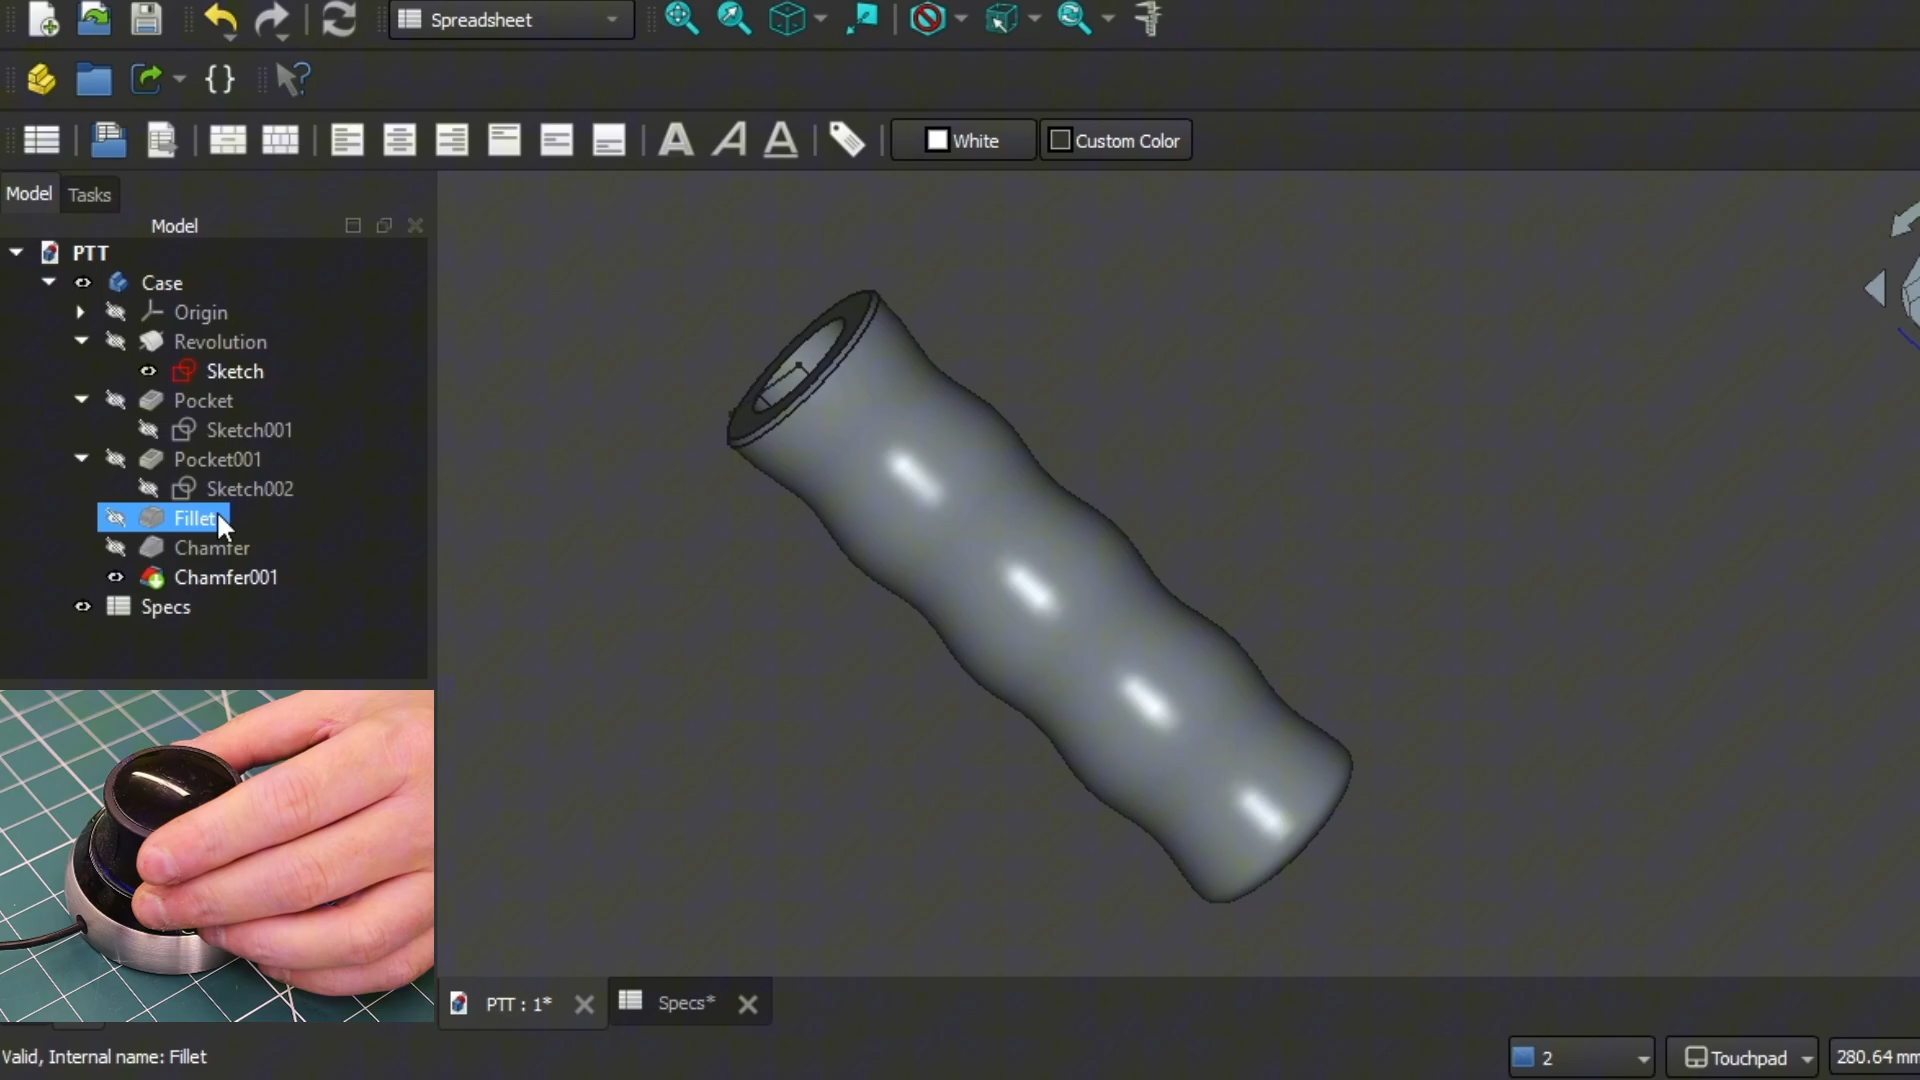 Spreadsheet
White
Custom Color
Model
Tasks
Model
PTT
Case
Origin
Revolution
Sketch
Pocket
Sketch001
Pocket001
Sketch002
Fillet
Chamfer
Chamfer001
Specs
PTT : 1*
Specs*
Valid, Internal name: Fillet
2
Touchpad
280.64 mm